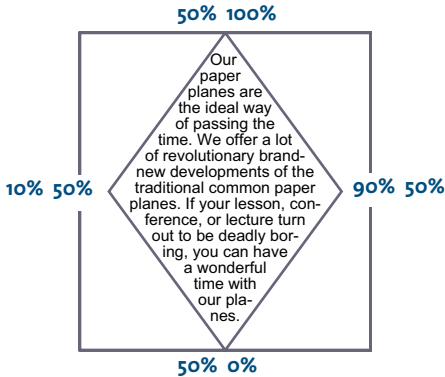 50% 100%
Our
paper
planes are
the ideal way
of passing the
time. We offer a lot
of revolutionary brand-
new developments of the
traditional common paper
planes. If your lesson, con-
ference, or lecture turn
out to be deadly bor-
ing, you can have
a wonderful
time with
our pla-
nes.
10% 50%
90% 50%
50% 0%